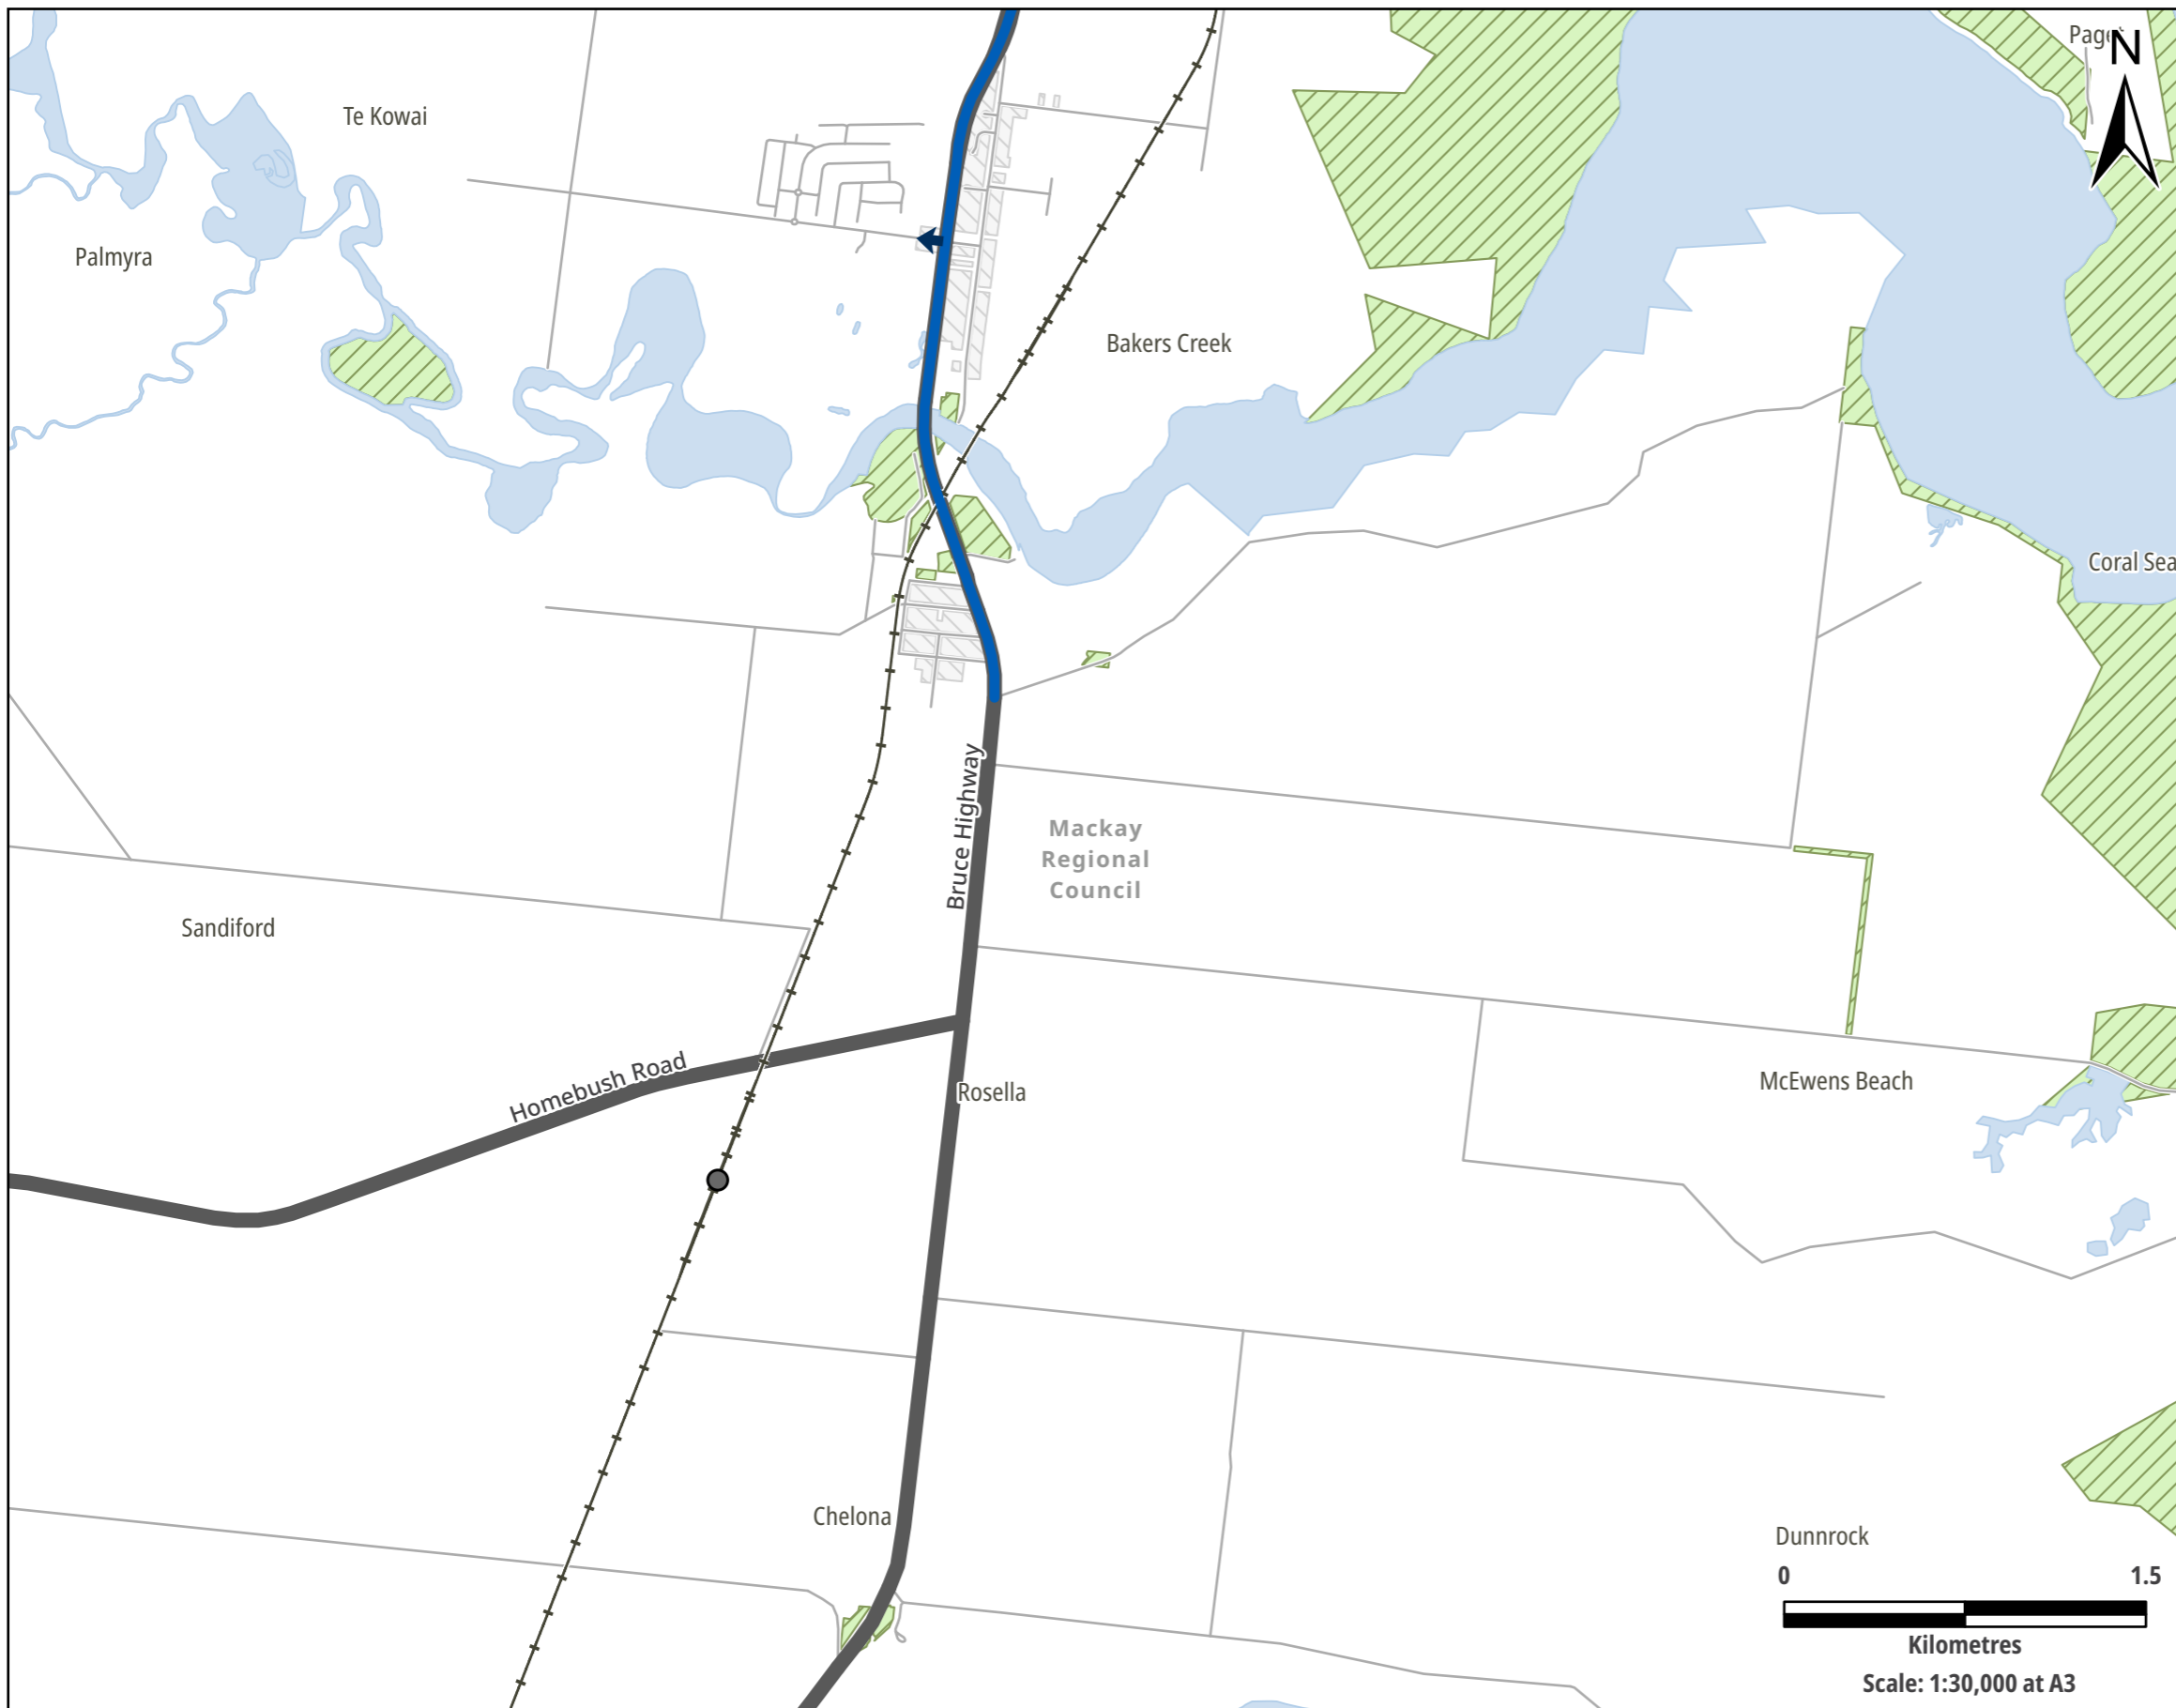 Paget
N
Te Kowai
Palmyra
Bakers Creek
Coral Sea
Bruce Highway
Mackay
Regional
Council
Sandiford
Homebush Road
Rosella
McEwens Beach
Chelona
Dunnrock
0 1.5
Kilometres
Scale: 1:30,000 at A3